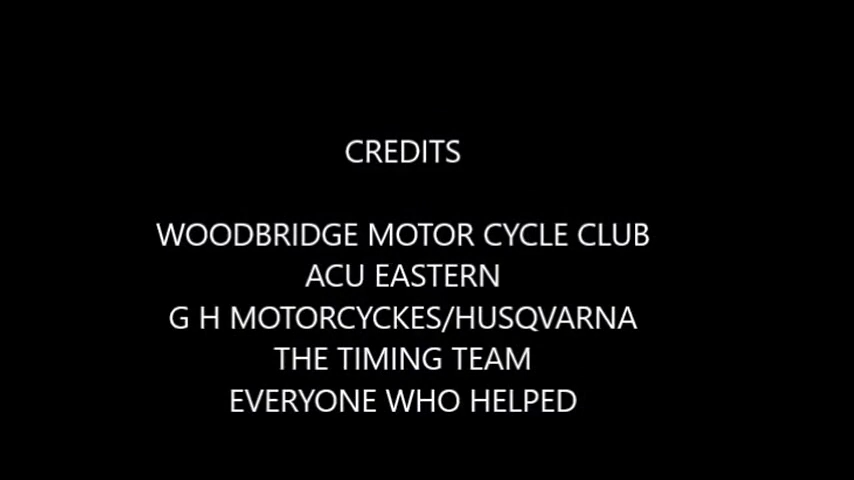 CREDITS
WOODBRIDGE MOTOR CYCLE CLUB
ACU EASTERN
G H MOTORCYCKES/HUSQVARNA
THE TIMING TEAM
EVERYONE WHO HELPED